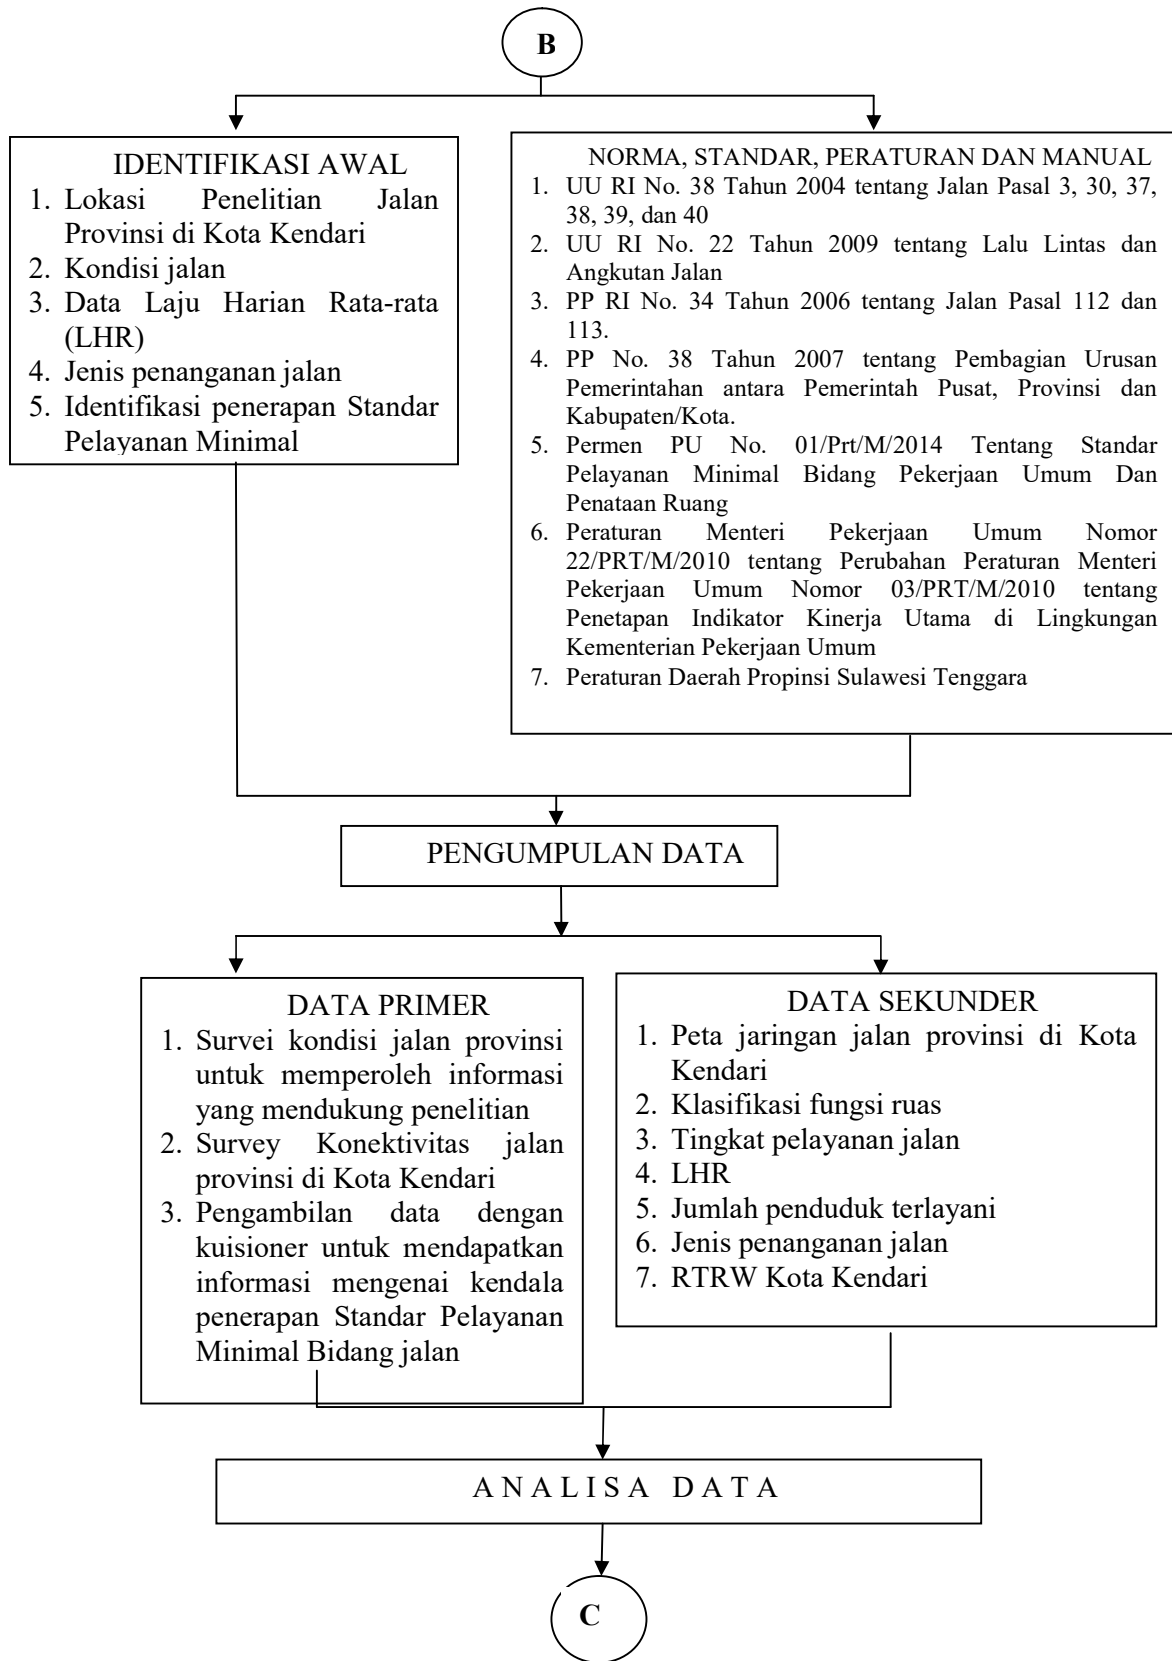 B
IDENTIFIKASI AWAL
1. Lokasi Penelitian Jalan
Provinsi di Kota Kendari
2. Kondisi jalan
3. Data Laju Harian Rata-rata
(LHR)
4. Jenis penanganan jalan
5. Identifikasi penerapan Standar
Pelayanan Minimal
NORMA, STANDAR, PERATURAN DAN MANUAL
1. UU RI No. 38 Tahun 2004 tentang Jalan Pasal 3, 30, 37,
38, 39, dan 40
2. UU RI No. 22 Tahun 2009 tentang Lalu Lintas dan
Angkutan Jalan
3. PP RI No. 34 Tahun 2006 tentang Jalan Pasal 112 dan
113.
4. PP No. 38 Tahun 2007 tentang Pembagian Urusan
Pemerintahan antara Pemerintah Pusat, Provinsi dan
Kabupaten/Kota.
5. Permen PU No. 01/Prt/M/2014 Tentang Standar
Pelayanan Minimal Bidang Pekerjaan Umum Dan
Penataan Ruang
6. Peraturan Menteri Pekerjaan Umum Nomor
22/PRT/M/2010 tentang Perubahan Peraturan Menteri
Pekerjaan Umum Nomor 03/PRT/M/2010 tentang
Penetapan Indikator Kinerja Utama di Lingkungan
Kementerian Pekerjaan Umum
7. Peraturan Daerah Propinsi Sulawesi Tenggara
PENGUMPULAN DATA
DATA PRIMER
1. Survei kondisi jalan provinsi
untuk memperoleh informasi
yang mendukung penelitian
2. Survey Konektivitas jalan
provinsi di Kota Kendari
3. Pengambilan data dengan
kuisioner untuk mendapatkan
informasi mengenai kendala
penerapan Standar Pelayanan
Minimal Bidang jalan
DATA SEKUNDER
1. Peta jaringan jalan provinsi di Kota
Kendari
2. Klasifikasi fungsi ruas
3. Tingkat pelayanan jalan
4. LHR
5. Jumlah penduduk terlayani
6. Jenis penanganan jalan
7. RTRW Kota Kendari
A N A L I S A   D A T A
C